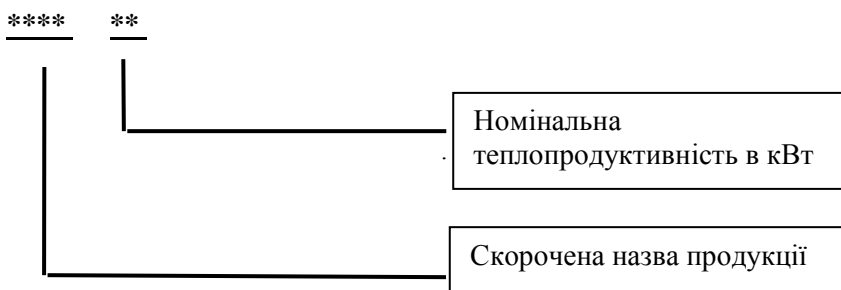 **** **
Номінальна
теплопродуктивність в кВт
Скорочена назва продукції